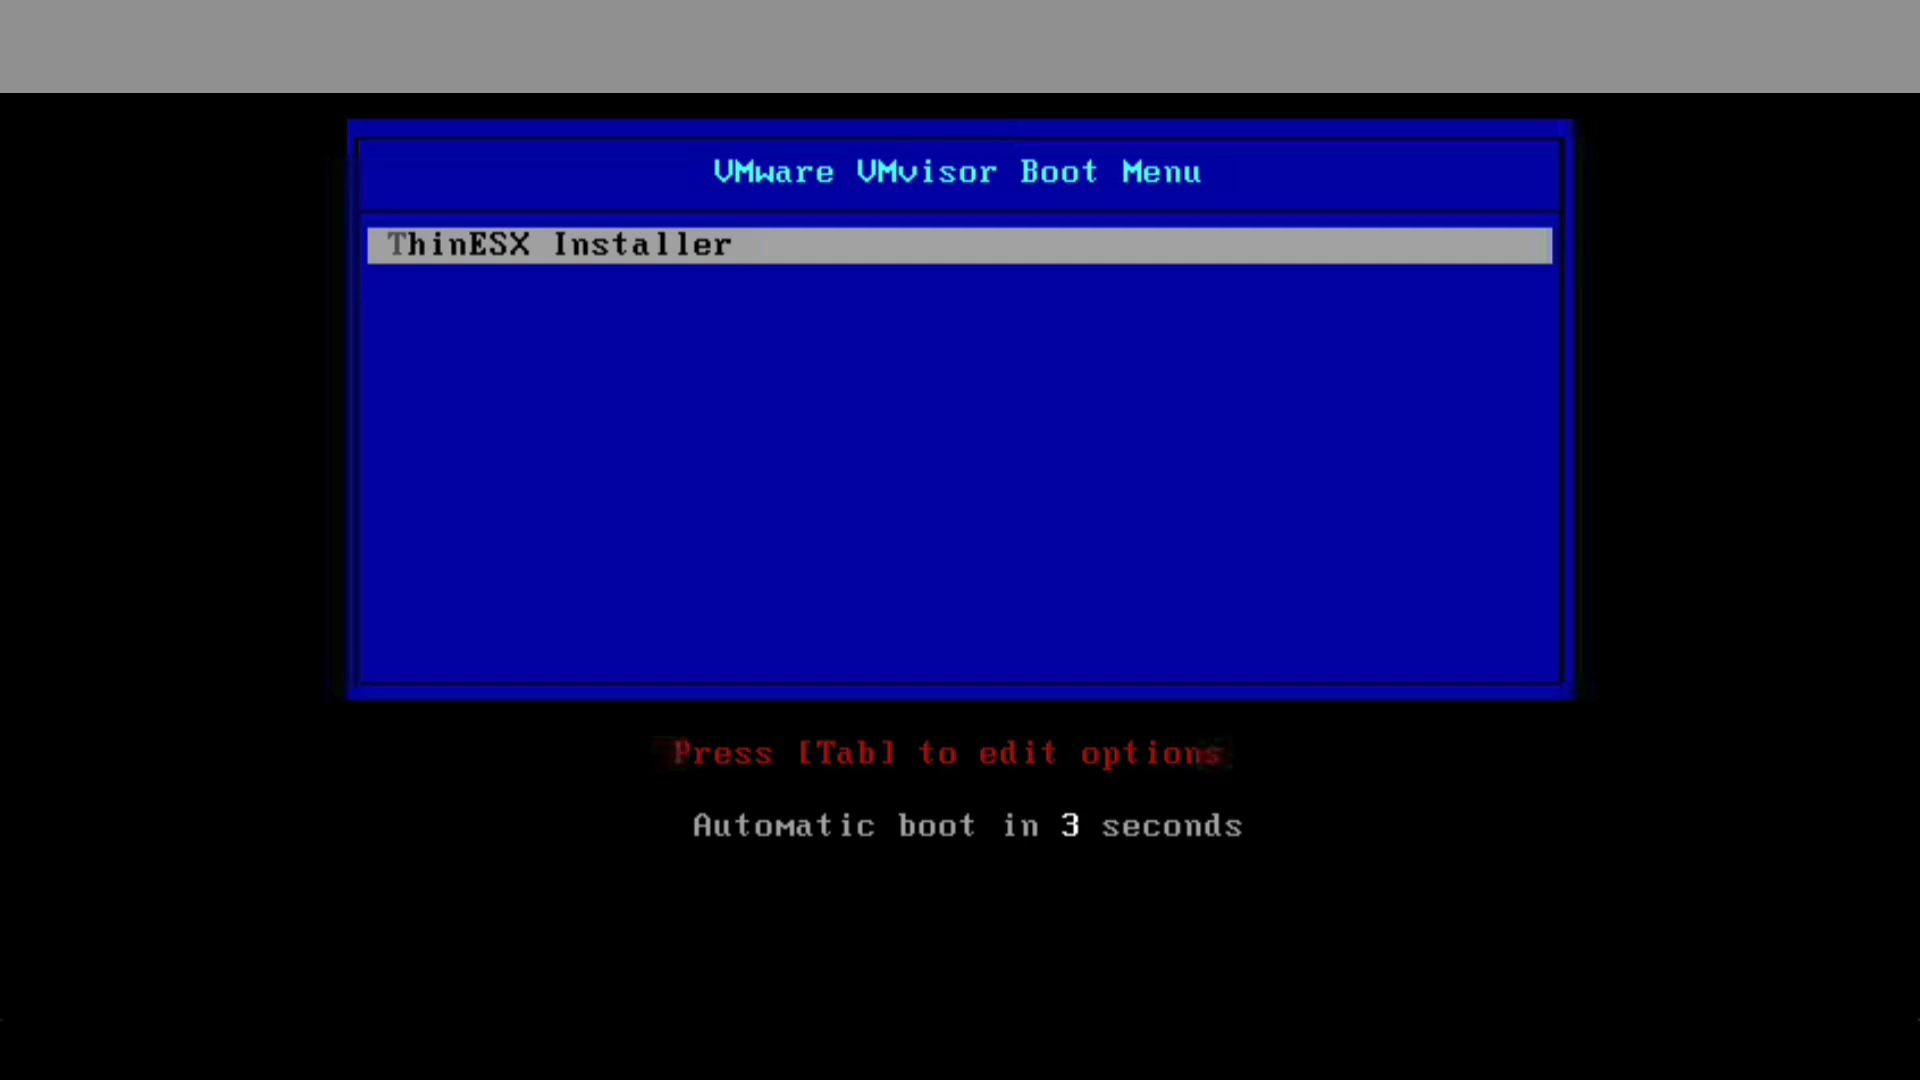 VMware VMvisor Boot Menu
ThinESX Installer
Press [Tab] to edit options
Automatic boot in 3 seconds